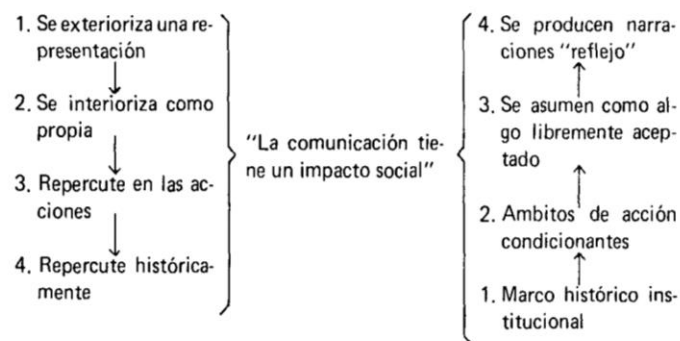 1. Se exterioriza una re-
presentación
2. Se interioriza como
propia
3. Repercute en las ac-
ciones
4. Repercute histórica-
mente
"La comunicación tie-
ne un impacto social"
4. Se producen narra-
ciones "reflejo"
3. Se asumen como al-
go libremente acep-
tado
2. Ambitos de acción
condicionantes
1. Marco histórico ins-
titucional